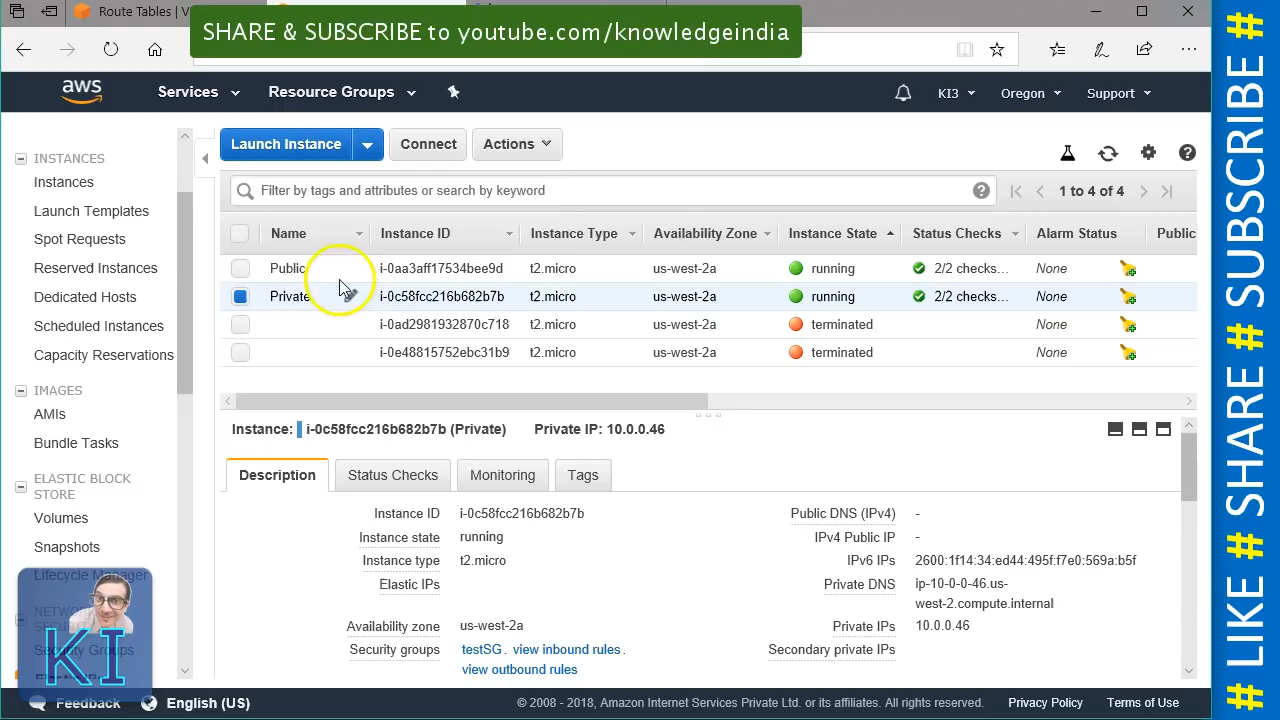 Route Tables | V
SHARE & SUBSCRIBE to youtube.com/knowledgeindia
aws
Services
Resource Groups
KI3
Oregon
Support
INSTANCES
Instances
Launch Templates
Spot Requests
Reserved Instances
Dedicated Hosts
Scheduled Instances
Capacity Reservations
IMAGES
AMIs
Bundle Tasks
ELASTIC BLOCK
STORE
Volumes
Snapshots
Lifecycle Manager
Security Groups
KI
Launch Instance
Connect
Actions
Filter by tags and attributes or search by keyword
1 to 4 of 4
Name Instance ID Instance Type Availability Zone Instance State Status Checks Alarm Status Public
Public i-0aa3aff17534bee9d t2.micro us-west-2a running 2/2 checks... None
Private i-0c58fcc216b682b7b t2.micro us-west-2a running 2/2 checks... None
i-0ad2981932870c718 t2.micro us-west-2a terminated None
i-0e48815752ebc31b9 t2.micro us-west-2a terminated None
Instance: i-0c58fcc216b682b7b (Private) Private IP: 10.0.0.46
Description
Status Checks
Monitoring
Tags
Instance ID i-0c58fcc216b682b7b
Instance state running
Instance type t2.micro
Elastic IPs
Availability zone us-west-2a
Security groups testSG . view inbound rules .
view outbound rules
Public DNS (IPv4) -
IPv4 Public IP -
IPv6 IPs 2600:1f14:34:ed44:495f:f7e0:569a:b5f
Private DNS ip-10-0-0-46.us-
west-2.compute.internal
Private IPs 10.0.0.46
Secondary private IPs
Feedback
English (US)
© 2008 - 2018, Amazon Internet Services Private Ltd. or its affiliates. All rights reserved.
Privacy Policy
Terms of Use
# LIKE # SHARE # SUBSCRIBE #